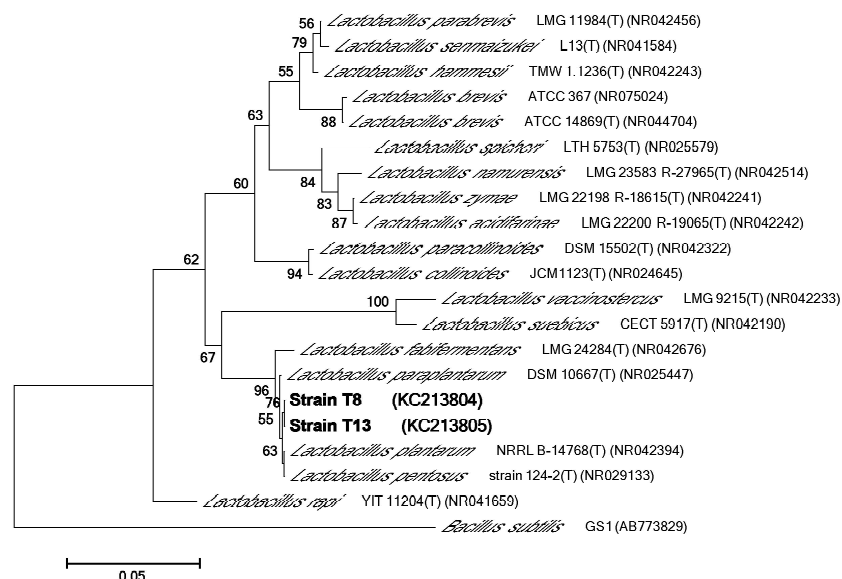 56 Lactobacillus parabrevis LMG 11984(T) (NR042456)
79 Lactobacillus senmaizukei L13(T) (NR041584)
Lactobacillus hammesii TMW 1.1236(T) (NR042243)
55 Lactobacillus brevis ATCC 367 (NR075024)
88 Lactobacillus brevis ATCC 14869(T) (NR044704)
63 Lactobacillus spichori LTH 5753(T) (NR025579)
Lactobacillus namurensis LMG 23583 R-27965(T) (NR042514)
84
60 83 Lactobacillus zymae LMG 22198 R-18615(T) (NR042241)
87 Lactobacillus acidifarinae LMG 22200 R-19065(T) (NR042242)
Lactobacillus paracollinoides DSM 15502(T) (NR042322)
62 94 Lactobacillus collinoides JCM1123(T) (NR024645)
100 Lactobacillus vaccinostercus LMG 9215(T) (NR042233)
Lactobacillus suebicus CECT 5917(T) (NR042190)
67 Lactobacillus fabifermentans LMG 24284(T) (NR042676)
Lactobacillus paraplantarum DSM 10667(T) (NR025447)
96
76 Strain T8 (KC213804)
55 Strain T13 (KC213805)
63 Lactobacillus plantarum NRRL B-14768(T) (NR042394)
Lactobacillus pentosus strain 124-2(T) (NR029133)
Lactobacillus rapi YIT 11204(T) (NR041659)
Bacillus subtilis GS1 (AB773829)
0.05